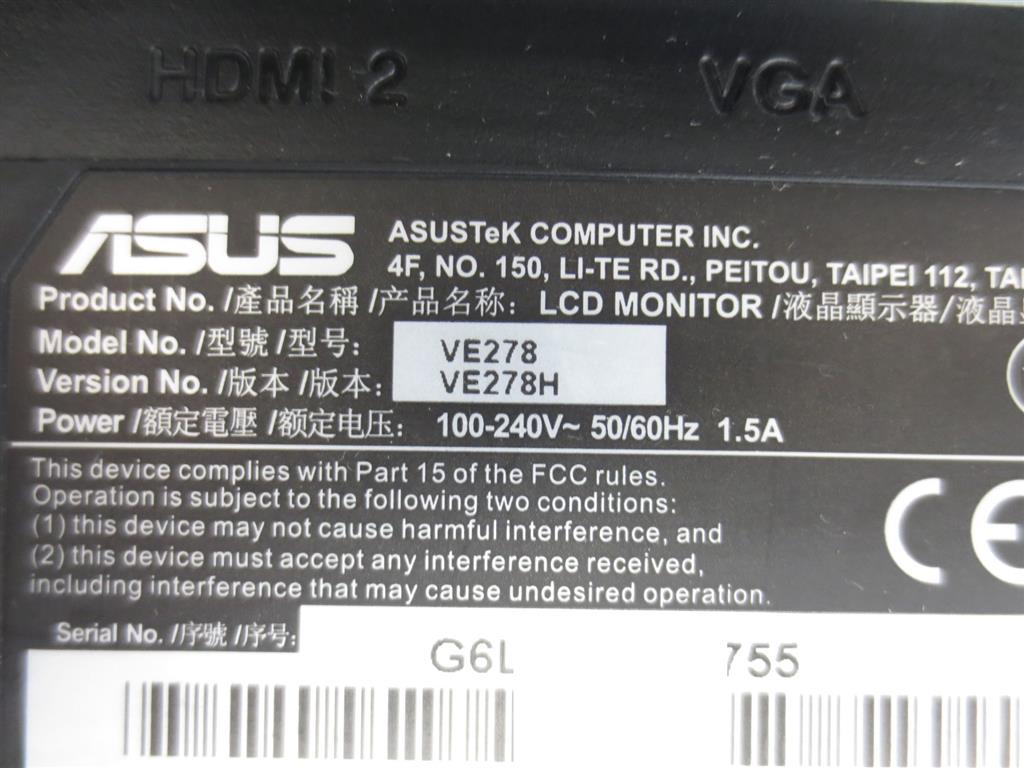 HDMI 2 VGA
ASUS ASUSTeK COMPUTER INC.
4F, NO. 150, LI-TE RD., PEITOU, TAIPEI 112, TAI
Product No. /產品名稱 /产品名称: LCD MONITOR /液晶顯示器/液晶
Model No. /型號 /型号: VE278
Version No. /版本 /版本: VE278H
Power /額定電壓 /额定电压: 100-240V~ 50/60Hz 1.5A
This device complies with Part 15 of the FCC rules.
Operation is subject to the following two conditions:
(1) this device may not cause harmful interference, and
(2) this device must accept any interference received,
including interference that may cause undesired operation.
CE
Serial No. /序號 /序号: G6L 755